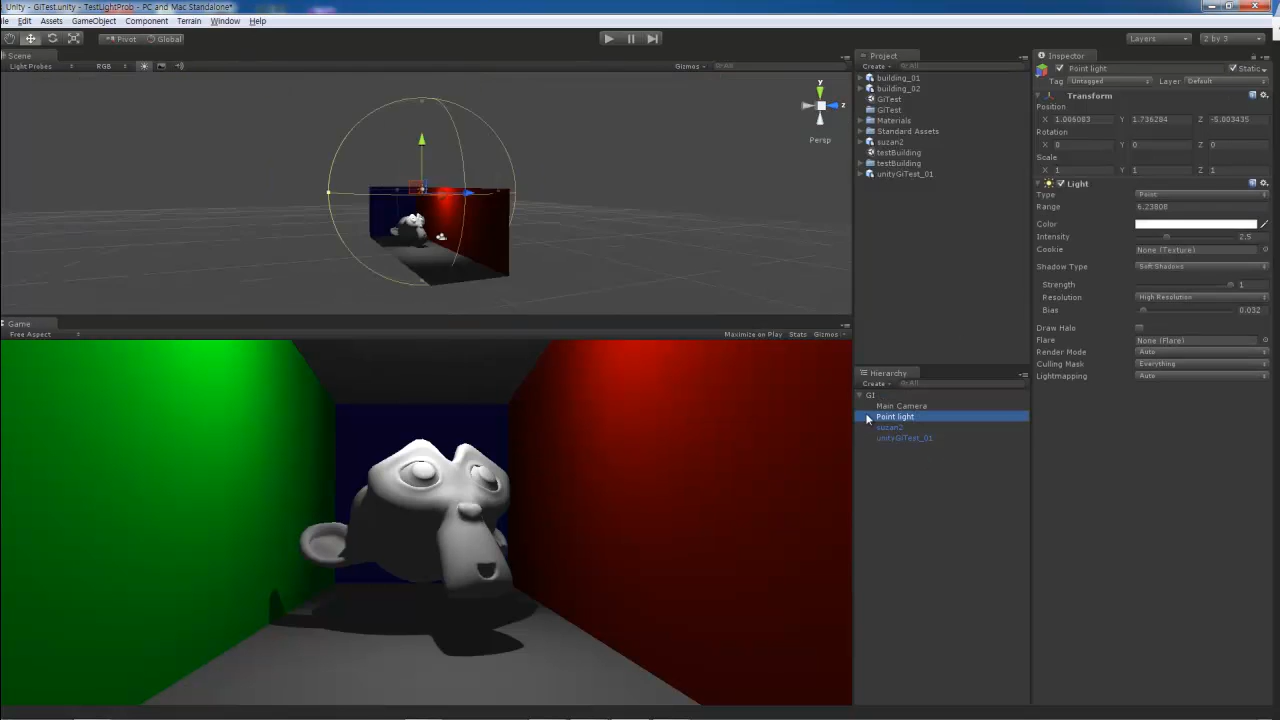 Unity - GiTest.unity - TestLightProb - PC and Mac Standalone*
Edit Assets GameObject Component Terrain Window Help
Pivot Global
Layers 2 by 3
Scene
Light Probes RGB Gizmos All
Game
Free Aspect Maximize on Play Stats Gizmos
Persp
y
z
Project
Create All
building_01
building_02
GiTest
GiTest
Materials
Standard Assets
suzan2
testBuilding
testBuilding
unityGiTest_01
Hierarchy
Create All
GI
Main Camera
Point light
suzan2
unityGiTest_01
Inspector
Point light Static
Tag Untagged Layer Default
Transform
Position
X 1.006083 Y 1.736284 Z -5.003435
Rotation
X 0 Y 0 Z 0
Scale
X 1 Y 1 Z 1
Light
Type Point
Range 6.23808
Color
Intensity 2.5
Cookie None (Texture)
Shadow Type Soft Shadows
Strength 1
Resolution High Resolution
Bias 0.032
Draw Halo
Flare None (Flare)
Render Mode Auto
Culling Mask Everything
Lightmapping Auto